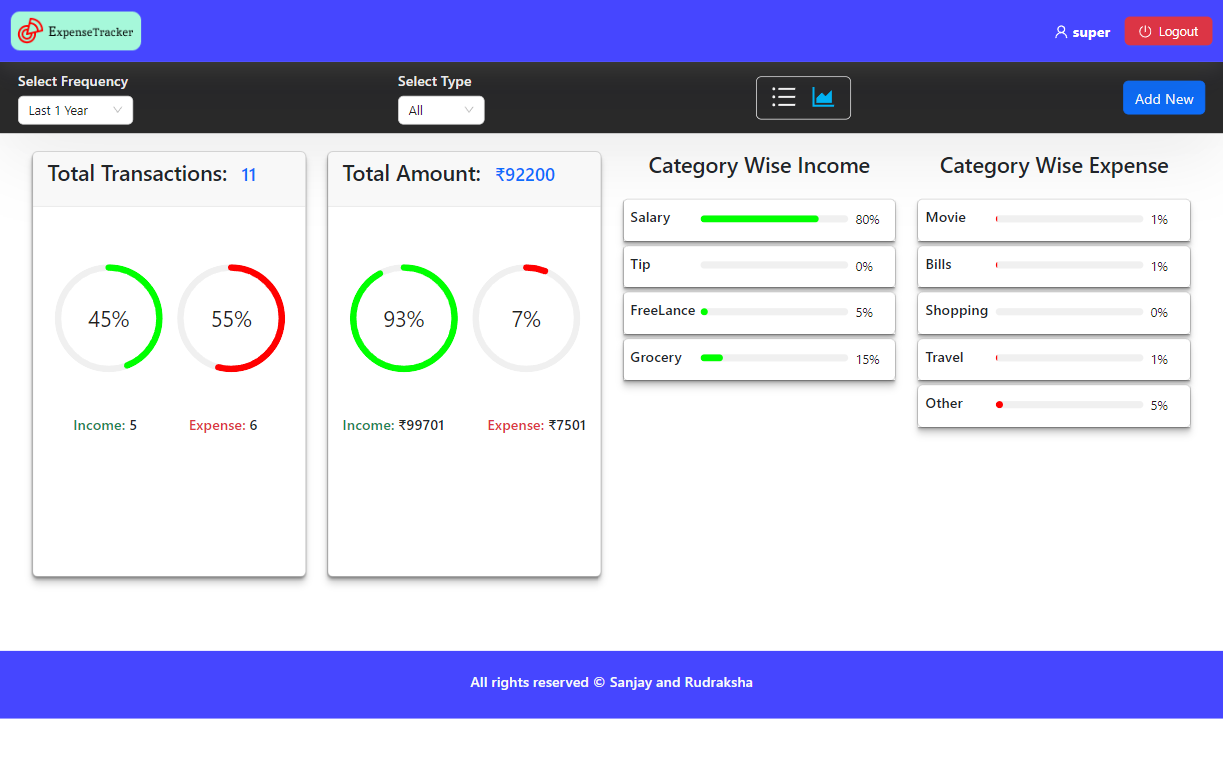 ExpenseTracker
super
Logout
Select Frequency
Select Type
Last 1 Year
All
Add New
Total Transactions: 11
45%
55%
Income: 5
Expense: 6
Total Amount: ₹92200
93%
7%
Income: ₹99701
Expense: ₹7501
Category Wise Income
Salary 80%
Tip 0%
FreeLance 5%
Grocery 15%
Category Wise Expense
Movie 1%
Bills 1%
Shopping 0%
Travel 1%
Other 5%
All rights reserved © Sanjay and Rudraksha